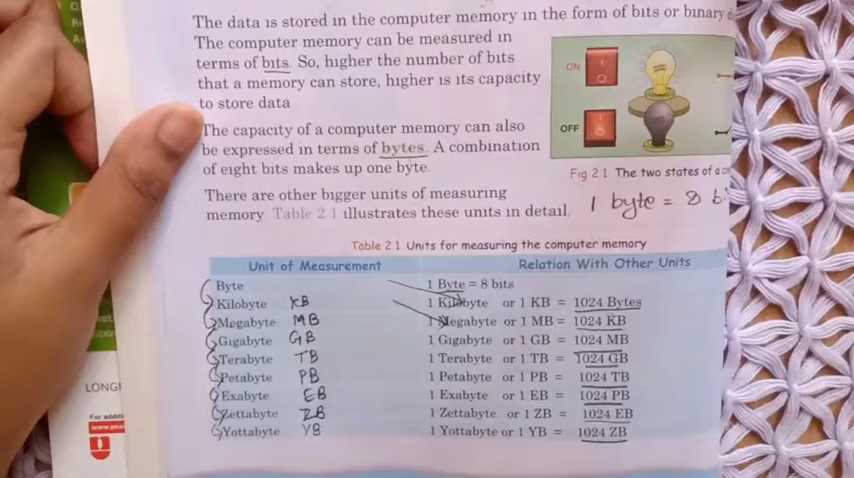 The data is stored in the computer memory in the form of bits or binary
The computer memory can be measured in
terms of bits. So, higher the number of bits
that a memory can store, higher is its capacity
to store data
The capacity of a computer memory can also
be expressed in terms of bytes. A combination
of eight bits makes up one byte.
There are other bigger units of measuring
memory Table 2 1 illustrates these units in detail
ON
OFF
Fig 2 1 The two states of a
1 byte = 8 b
Table 2 1 Units for measuring the computer memory
Unit of Measurement Relation With Other Units
Byte 1 Byte = 8 bits
Kilobyte KB 1 Kilobyte or 1 KB = 1024 Bytes
Megabyte MB 1 Megabyte or 1 MB = 1024 KB
Gigabyte GB 1 Gigabyte or 1 GB = 1024 MB
Terabyte TB 1 Terabyte or 1 TB = 1024 GB
Petabyte PB 1 Petabyte or 1 PB = 1024 TB
Exabyte EB 1 Exabyte or 1 EB = 1024 PB
Zettabyte ZB 1 Zettabyte or 1 ZB = 1024 EB
Yottabyte YB 1 Yottabyte or 1 YB = 1024 ZB